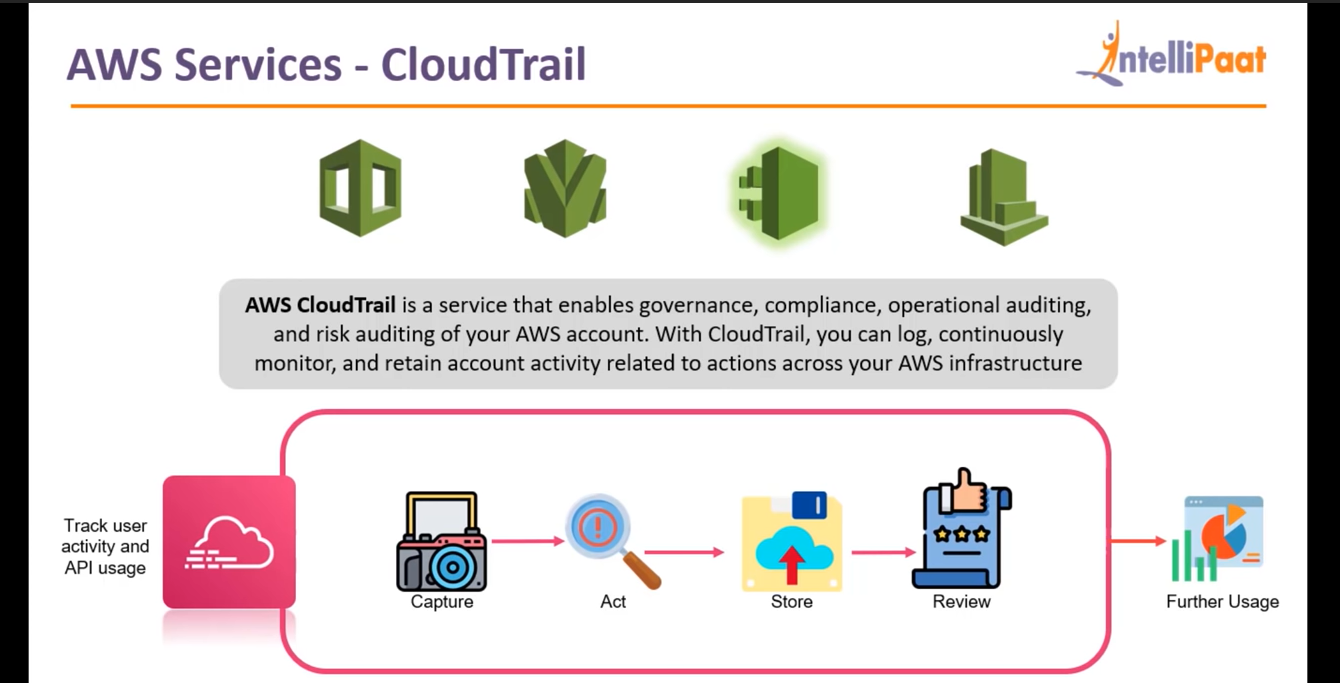 AWS Services - CloudTrail
IntelliPaat
AWS CloudTrail is a service that enables governance, compliance, operational auditing,
and risk auditing of your AWS account. With CloudTrail, you can log, continuously
monitor, and retain account activity related to actions across your AWS infrastructure
Track user
activity and
API usage
Capture
Act
Store
Review
Further Usage